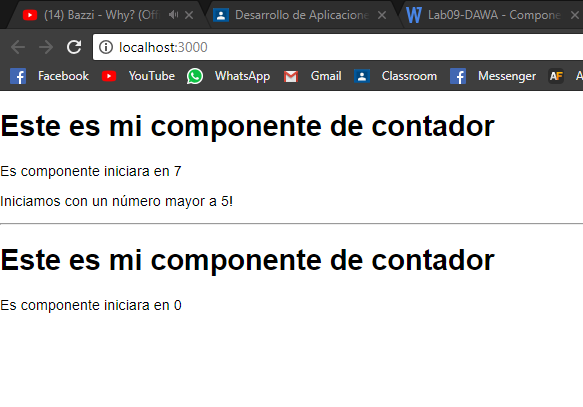 (14) Bazzi - Why? (Offi
Desarrollo de Aplicacione
Lab09-DAWA - Compone
localhost:3000
Facebook
YouTube
WhatsApp
Gmail
Classroom
Messenger
AF
A
Este es mi componente de contador
Es componente iniciara en 7
Iniciamos con un número mayor a 5!
Este es mi componente de contador
Es componente iniciara en 0